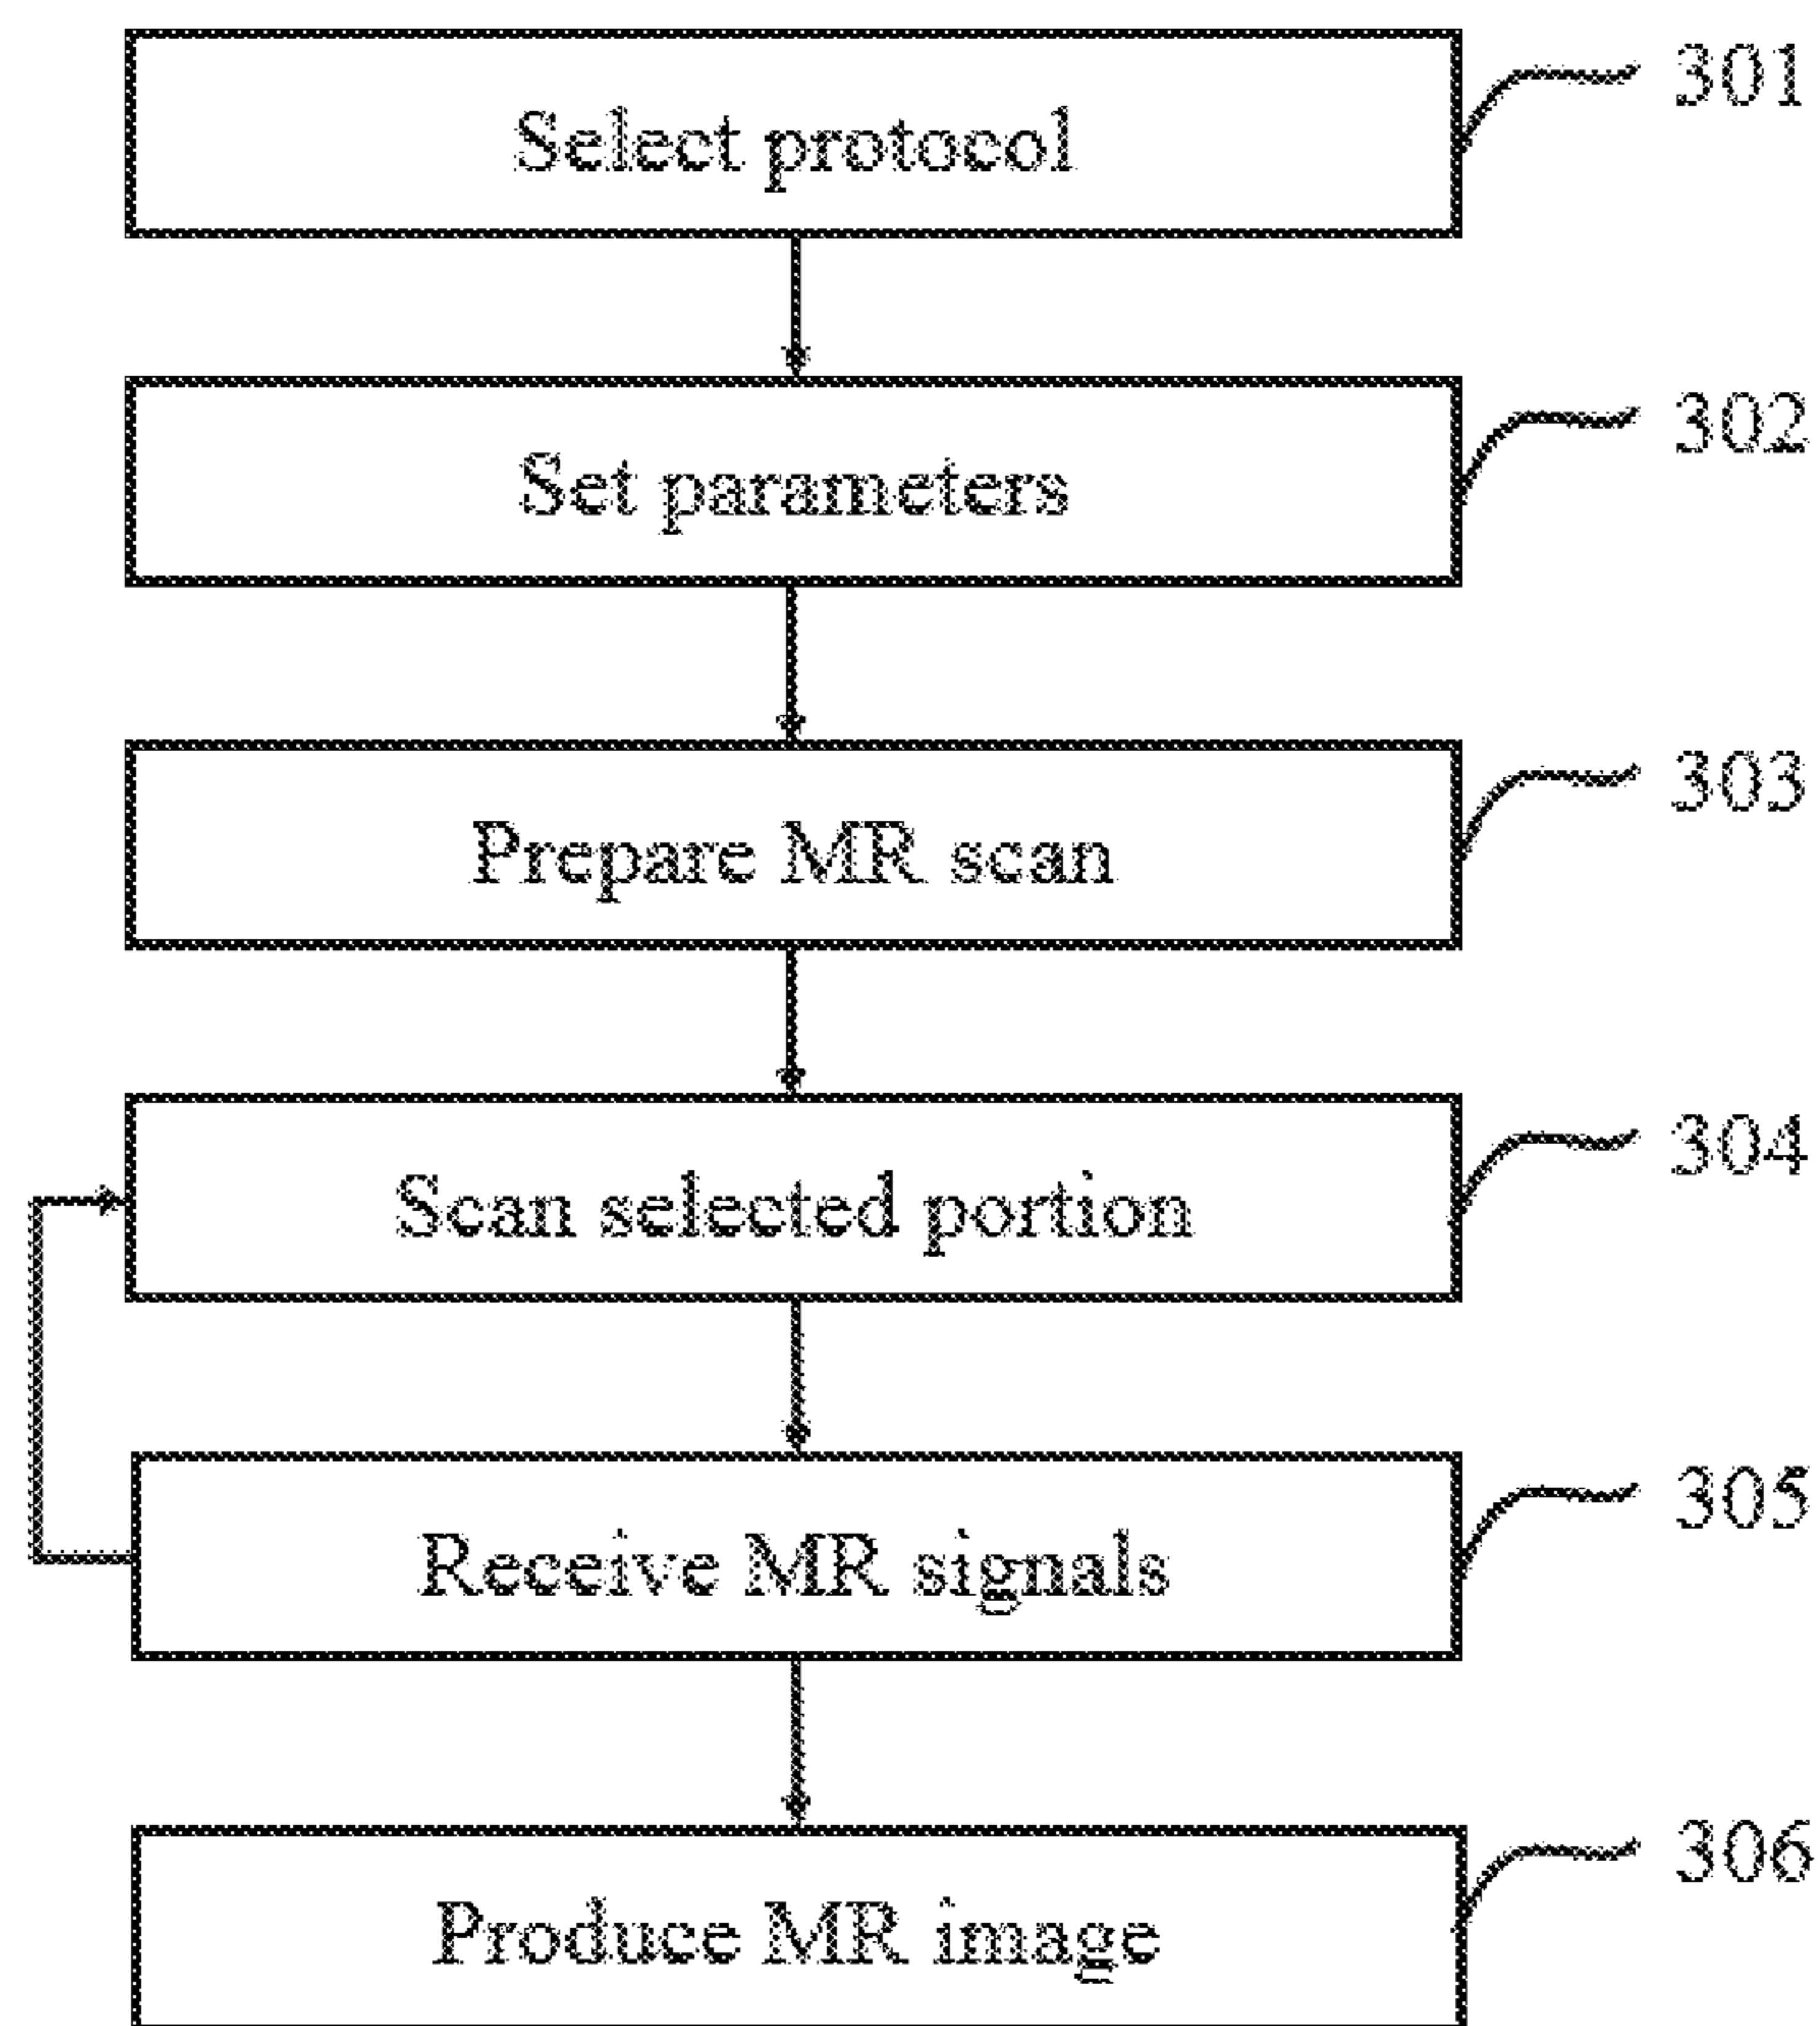 Select protocol 301
Set parameters 302
Prepare MR scan 303
Scan selected portion 304
Receive MR signals 305
Produce MR image 306